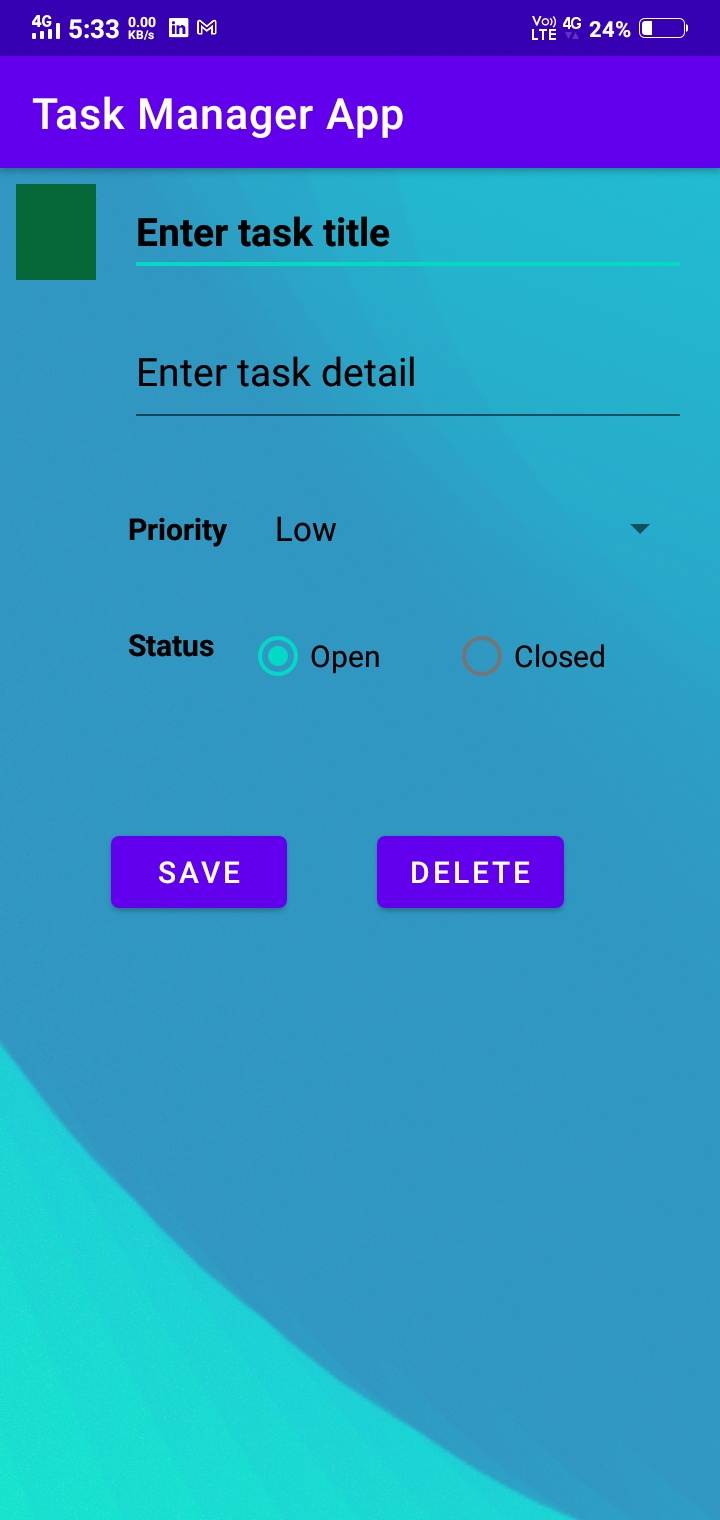 4G 5:33 0.00 KB/s in M Vo)) LTE 4G 24%
Task Manager App
Enter task title
Enter task detail
Priority Low
Status Open Closed
SAVE DELETE